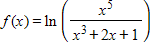 f(x) = ln ( x^5 / (x^3 + 2x + 1) )